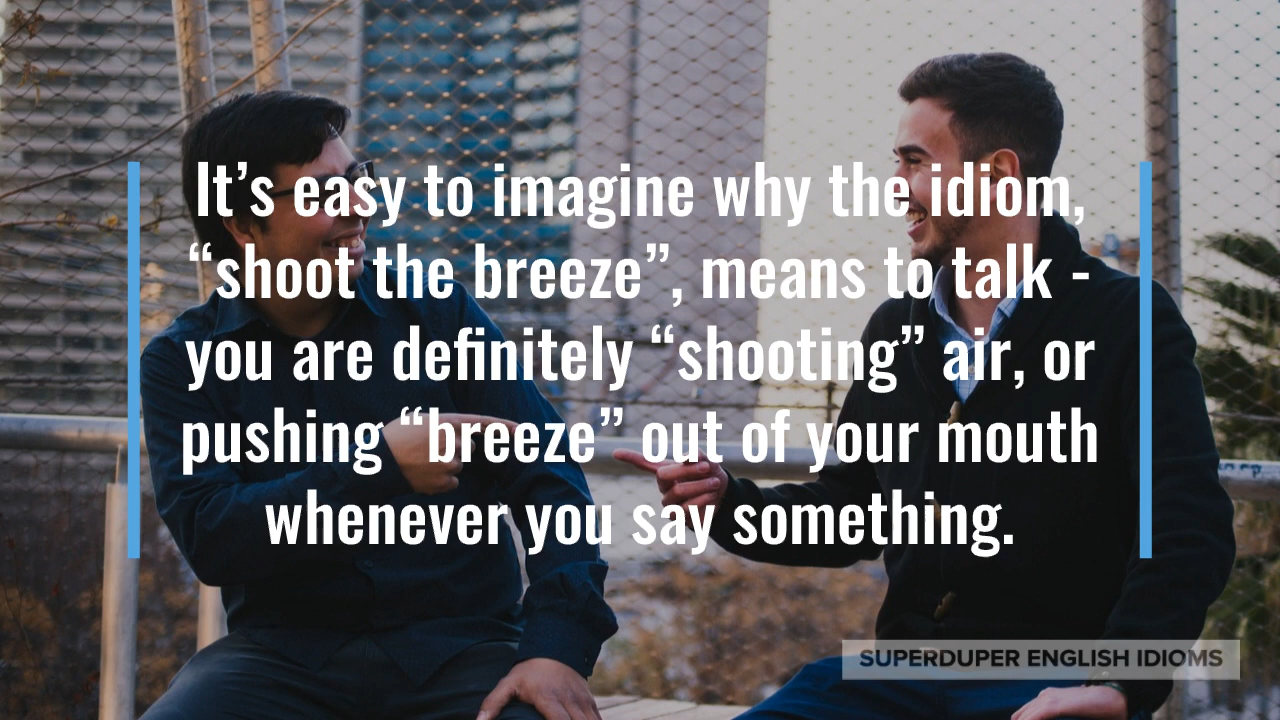 It’s easy to imagine why the idiom,
“shoot the breeze”, means to talk -
you are definitely “shooting” air, or
pushing “breeze” out of your mouth
whenever you say something.
SUPERDUPER ENGLISH IDIOMS